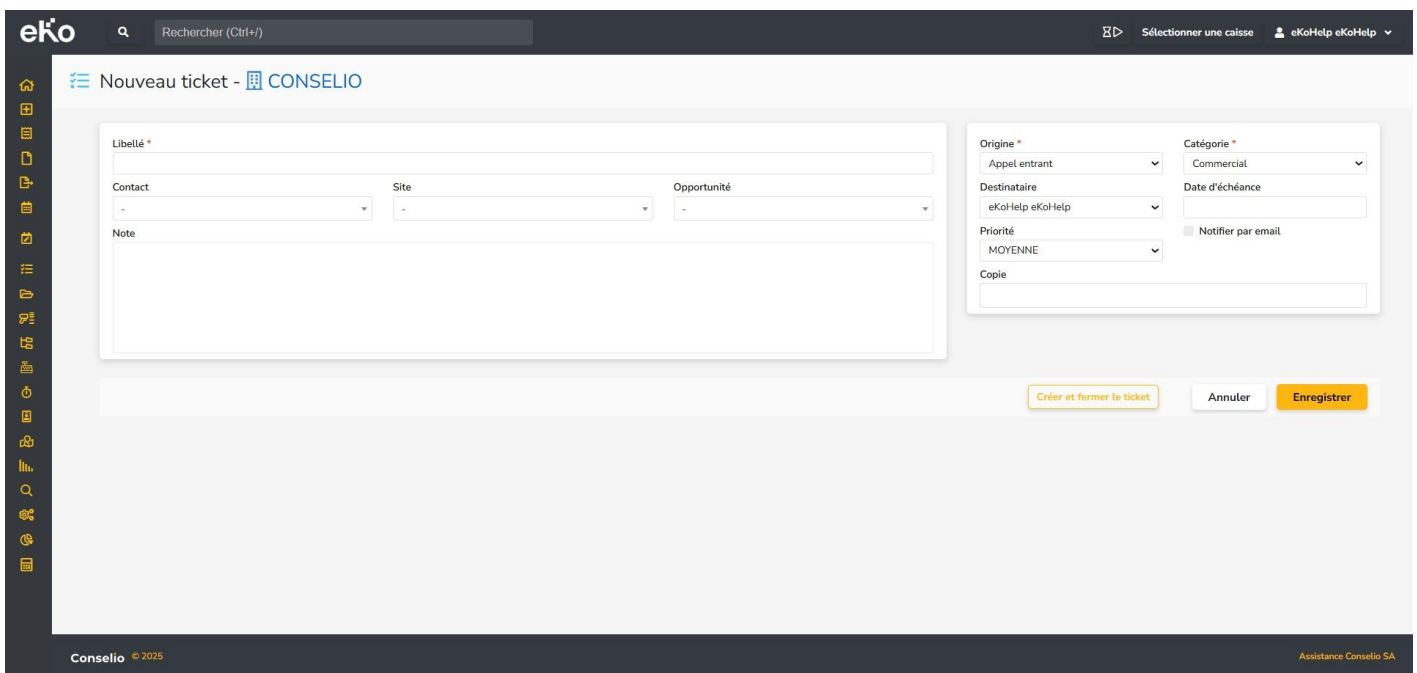 eko Rechercher (Ctrl+/) Sélectionner une caisse eKoHelp eKoHelp
Nouveau ticket - CONSELIO
Libellé * Origine * Catégorie *
Appel entrant Commercial
Contact Site Opportunité Destinataire Date d'échéance
- - - eKoHelp eKoHelp
Note Priorité Notifier par email
MOYENNE
Copie
Créer et fermer le ticket Annuler Enregistrer
Conselio © 2025 Assistance Conselio SA